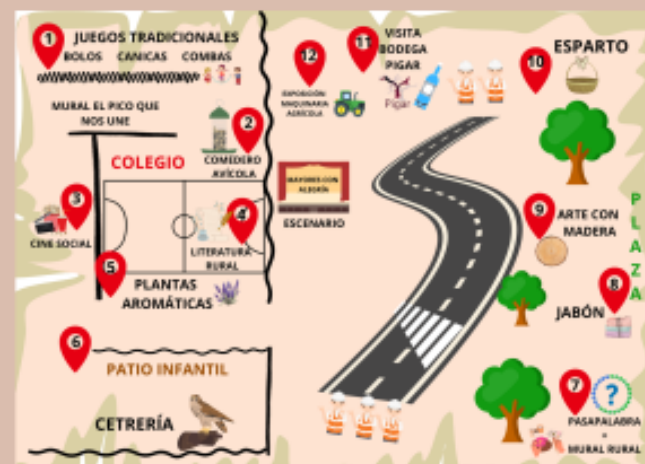 1
JUEGOS TRADICIONALES
BOLOS CANICAS COMBAS
MURAL EL PICO QUE
NOS UNE
COLEGIO
2
COMEDERO
AVÍCOLA
3
CINE SOCIAL
4
LITERATURA
RURAL
5
PLANTAS
AROMÁTICAS
6
PATIO INFANTIL
CETRERÍA
12
EXPOSICIÓN
MAQUINARIA
AGRÍCOLA
11
VISITA
BODEGA
PIGAR
Pigar
MAYORES CON
ALEGRÍA
ESCENARIO
10
ESPARTO
9
ARTE CON
MADERA
PLAZA
8
JABÓN
7
?
PASAPALABRA
+
MURAL RURAL